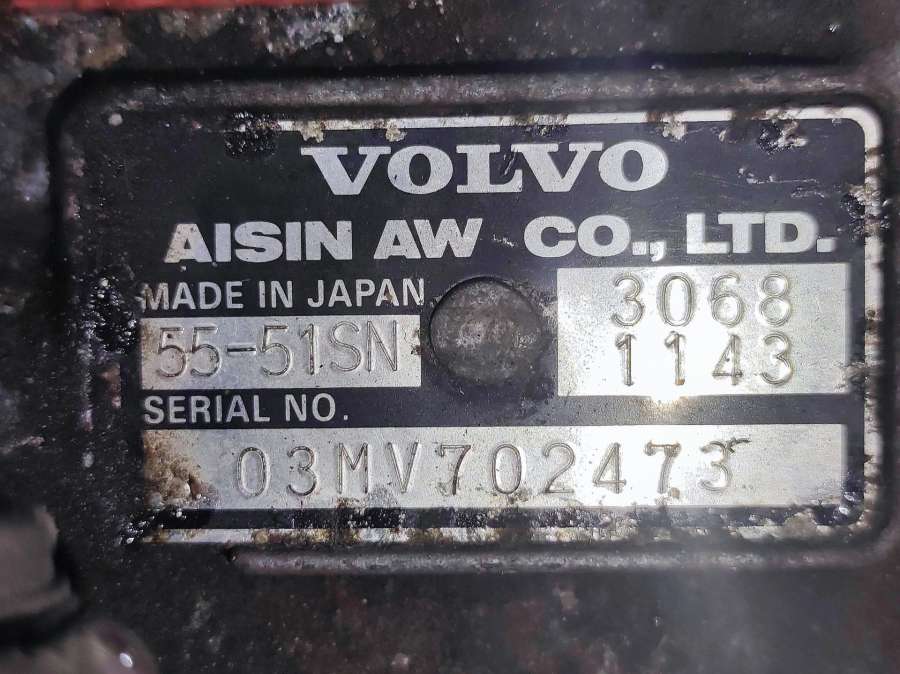 VOLVO
AISIN AW CO., LTD.
MADE IN JAPAN
3068
55-51SN
1143
SERIAL NO.
03MV702473